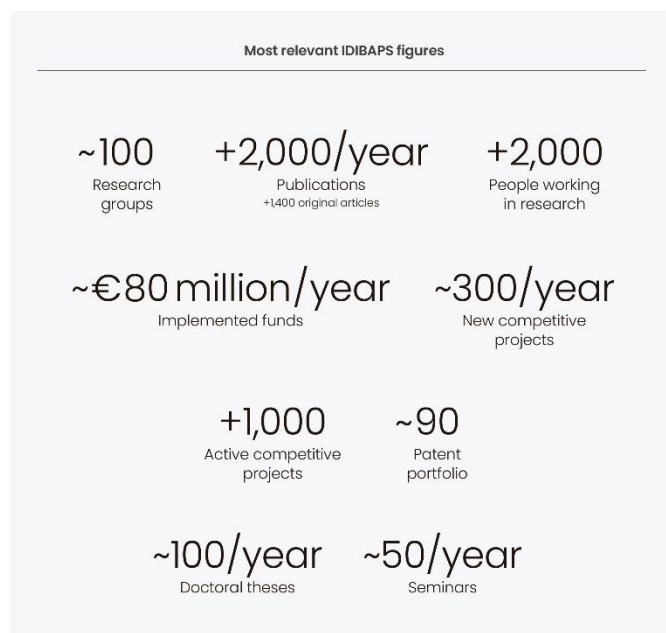 Most relevant IDIBAPS figures
~100
Research
groups
+2,000/year
Publications
+1,400 original articles
+2,000
People working
in research
~€80 million/year
Implemented funds
~300/year
New competitive
projects
+1,000
Active competitive
projects
~90
Patent
portfolio
~100/year
Doctoral theses
~50/year
Seminars